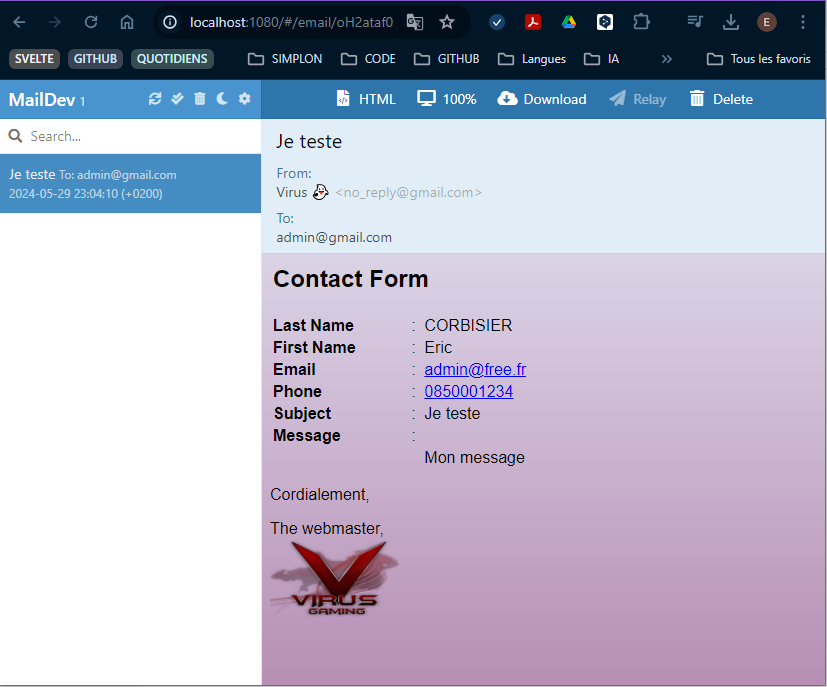 localhost:1080/#/email/oH2ataf0
E
SVELTE GITHUB QUOTIDIENS SIMPLON CODE GITHUB Langues IA » Tous les favoris
MailDev 1 HTML 100% Download Relay Delete
Search...
Je teste To: admin@gmail.com
2024-05-29 23:04:10 (+0200)
Je teste
From:
Virus <no_reply@gmail.com>
To:
admin@gmail.com
Contact Form
Last Name : CORBISIER
First Name : Eric
Email : admin@free.fr
Phone : 0850001234
Subject : Je teste
Message :
Mon message
Cordialement,
The webmaster,
VIRUS
GAMING